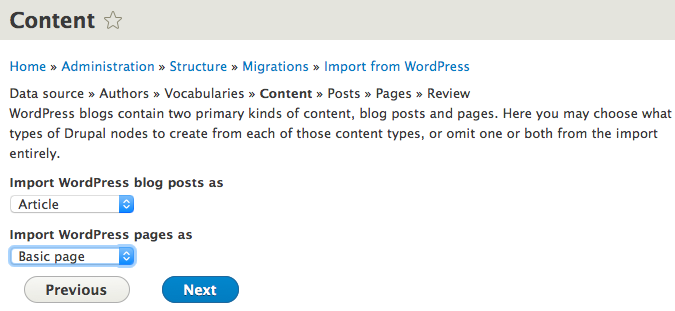 Content
Home » Administration » Structure » Migrations » Import from WordPress
Data source » Authors » Vocabularies » Content » Posts » Pages » Review
WordPress blogs contain two primary kinds of content, blog posts and pages. Here you may choose what
types of Drupal nodes to create from each of those content types, or omit one or both from the import
entirely.
Import WordPress blog posts as
Article
Import WordPress pages as
Basic page
Previous Next